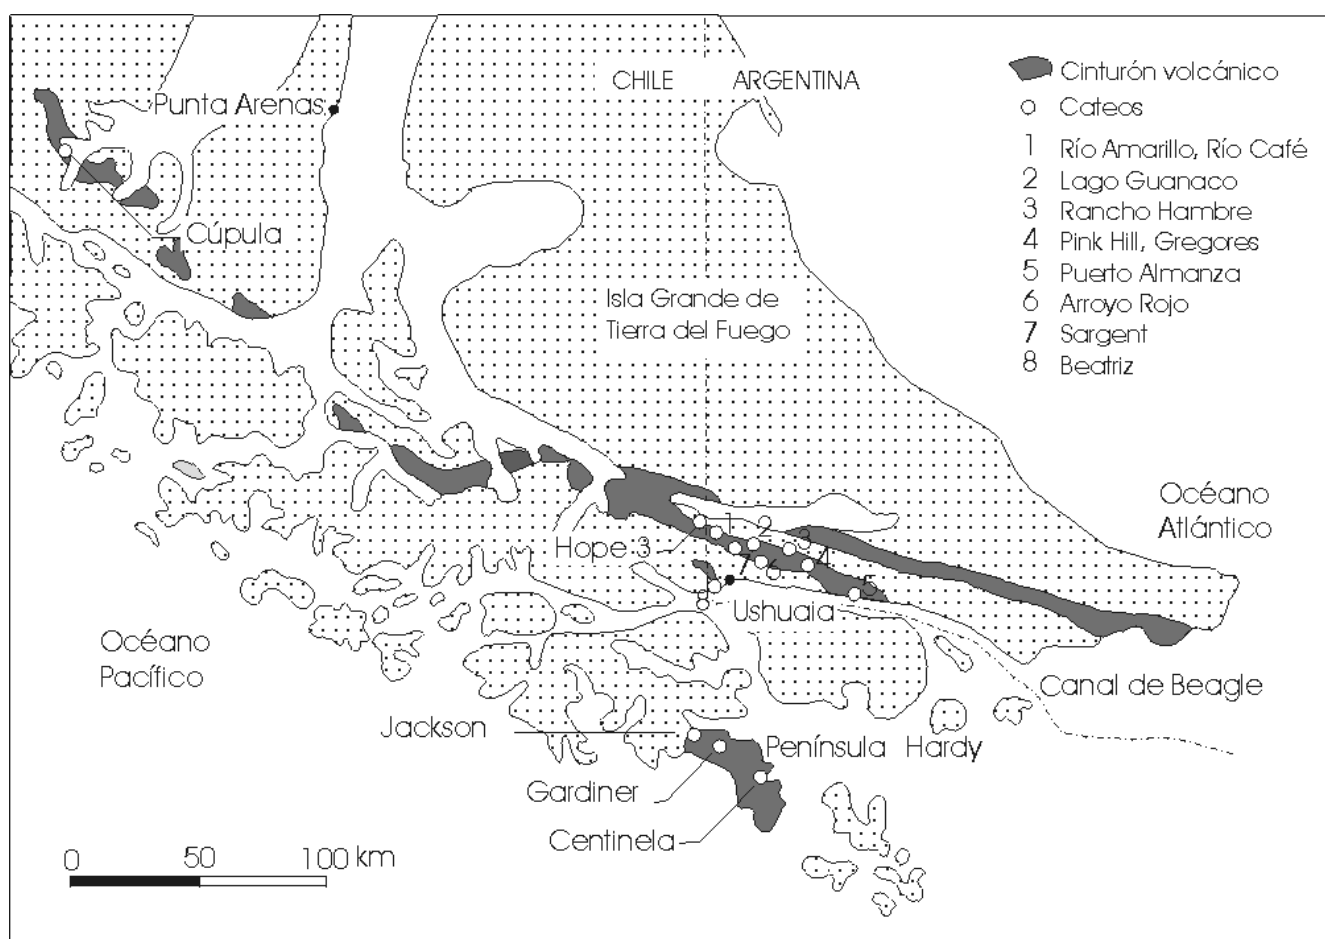 CHILE ARGENTINA
Cinturón volcánico
Cateos
1 Río Amarillo, Río Café
2 Lago Guanaco
3 Rancho Hambre
4 Pink Hill, Gregores
5 Puerto Almanza
6 Arroyo Rojo
7 Sargent
8 Beatriz
Punta Arenas
Cúpula
Isla Grande de
Tierra del Fuego
Océano
Atlántico
1
2
3
Hope 3
7
6
4
5
8
Ushuaia
Océano
Pacífico
Canal de Beagle
Jackson
Península Hardy
Gardiner
Centinela
0 50 100 km